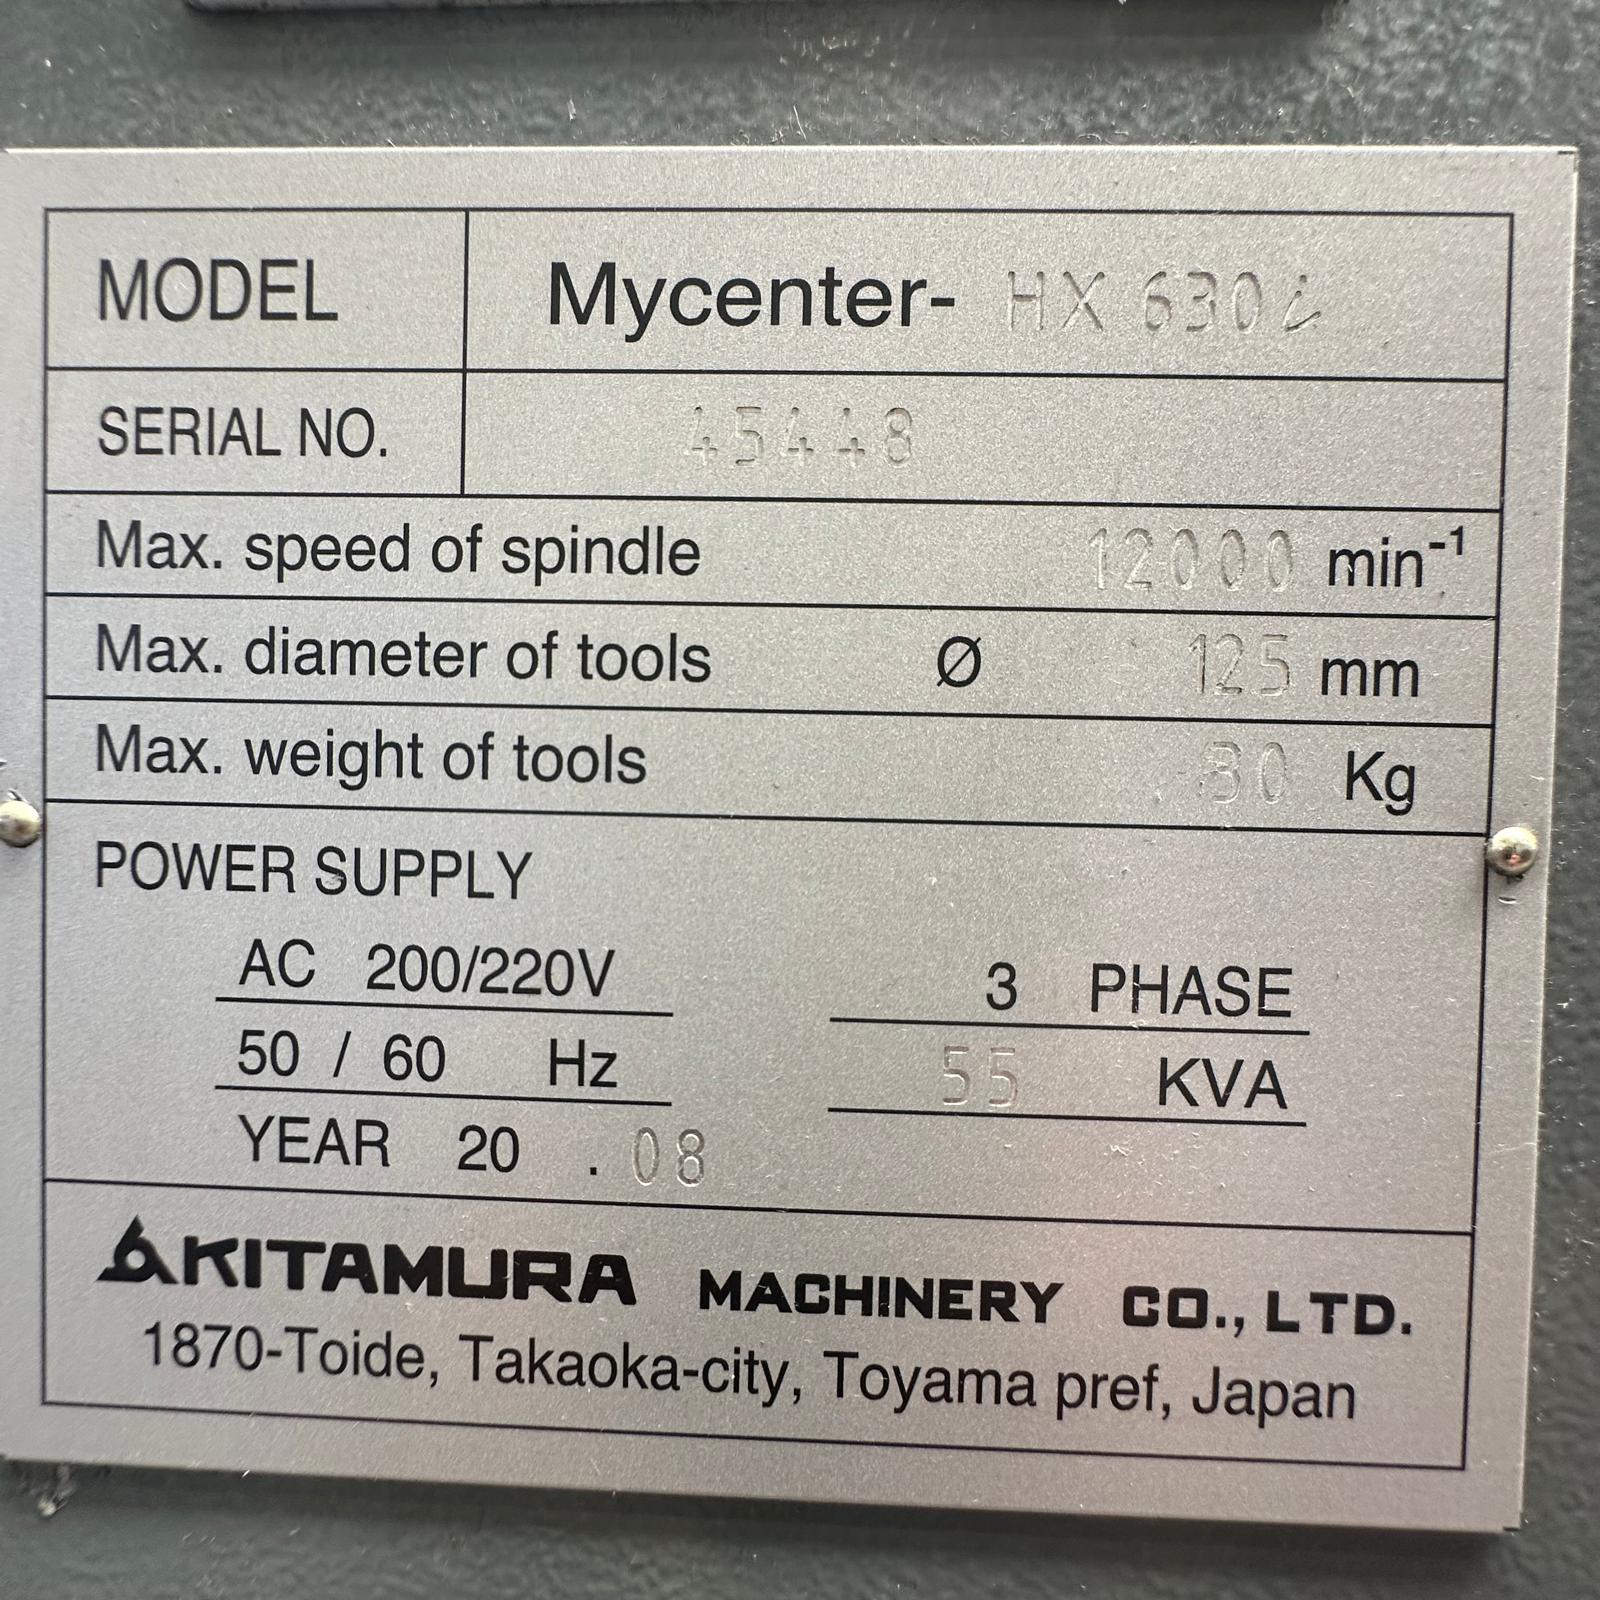 MODEL Mycenter- HX 630i
SERIAL NO. 45448
Max. speed of spindle 12000 min⁻¹
Max. diameter of tools Ø 125 mm
Max. weight of tools 30 Kg
POWER SUPPLY
AC 200/220V 3 PHASE
50 / 60 Hz 55 KVA
YEAR 20 . 08
KITAMURA MACHINERY CO., LTD.
1870-Toide, Takaoka-city, Toyama pref, Japan